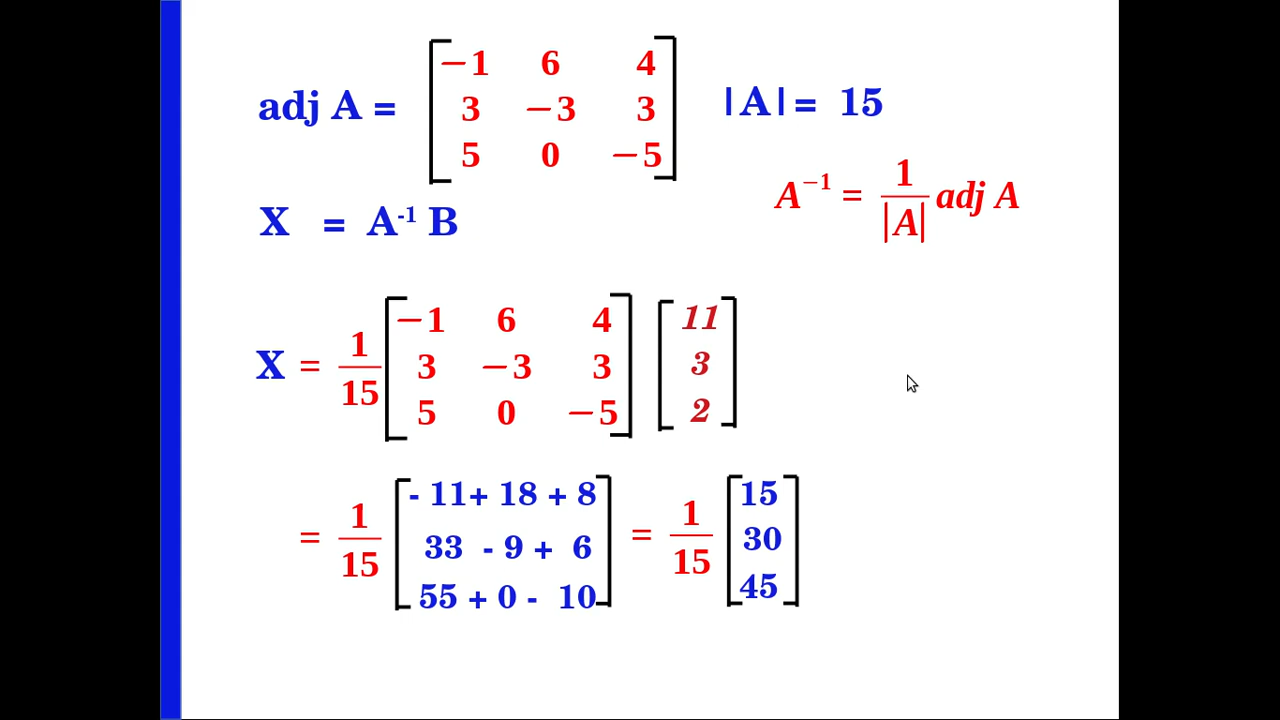 adj A = [ −1 6 4 ] |A| = 15
[ 3 −3 3 ]
[ 5 0 −5 ]
A⁻¹ = 1/|A| adj A
X = A⁻¹ B
X = 1/15 [ −1 6 4 ] [ 11 ]
[ 3 −3 3 ] [ 3 ]
[ 5 0 −5 ] [ 2 ]
= 1/15 [ - 11+ 18 + 8 ] = 1/15 [ 15 ]
[ 33 - 9 + 6 ] [ 30 ]
[ 55 + 0 - 10 ] [ 45 ]